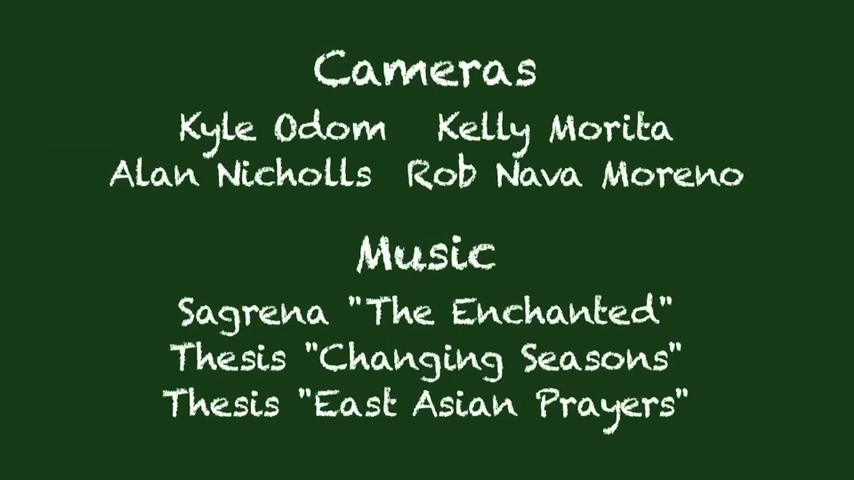 Cameras
Kyle Odom Kelly Morita
Alan Nicholls Rob Nava Moreno
Music
Sagrena "The Enchanted"
Thesis "Changing Seasons"
Thesis "East Asian Prayers"